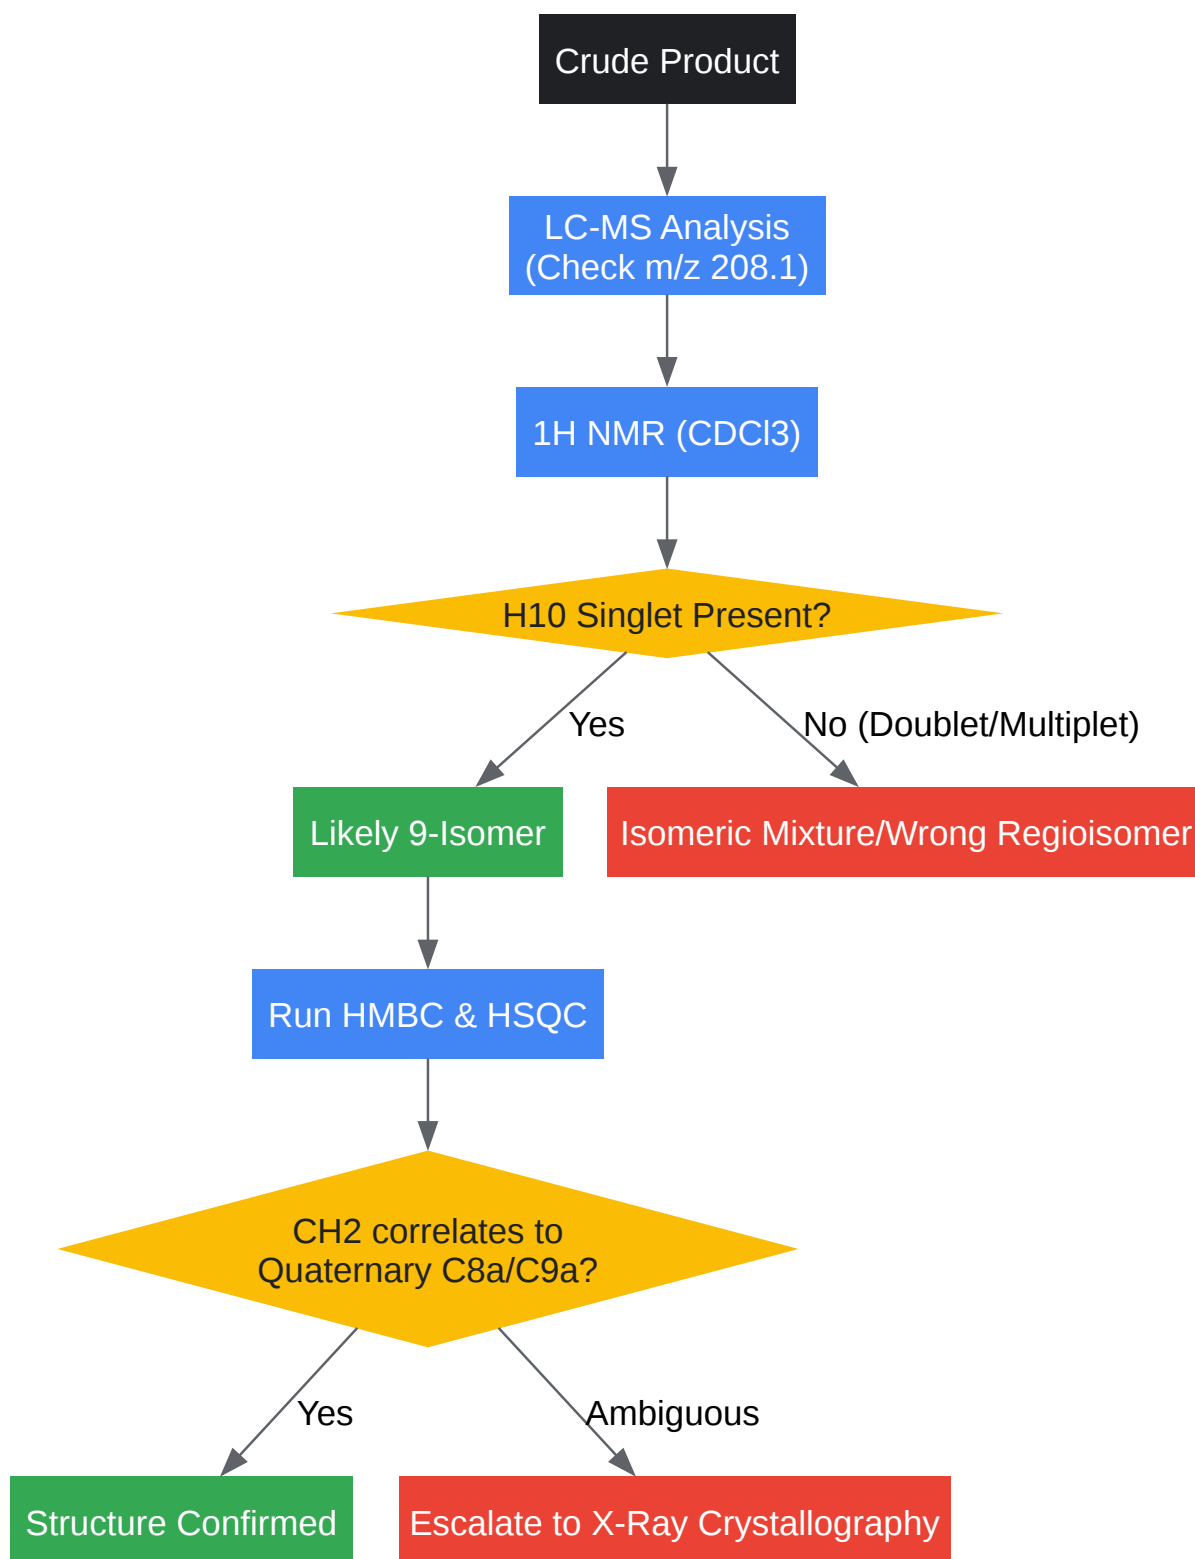 Crude Product
LC-MS Analysis
(Check m/z 208.1)
1H NMR (CDCl3)
H10 Singlet Present?
Yes
No (Doublet/Multiplet)
Likely 9-Isomer
Isomeric Mixture/Wrong Regioisomer
Run HMBC & HSQC
CH2 correlates to
Quaternary C8a/C9a?
Yes
Ambiguous
Structure Confirmed
Escalate to X-Ray Crystallography